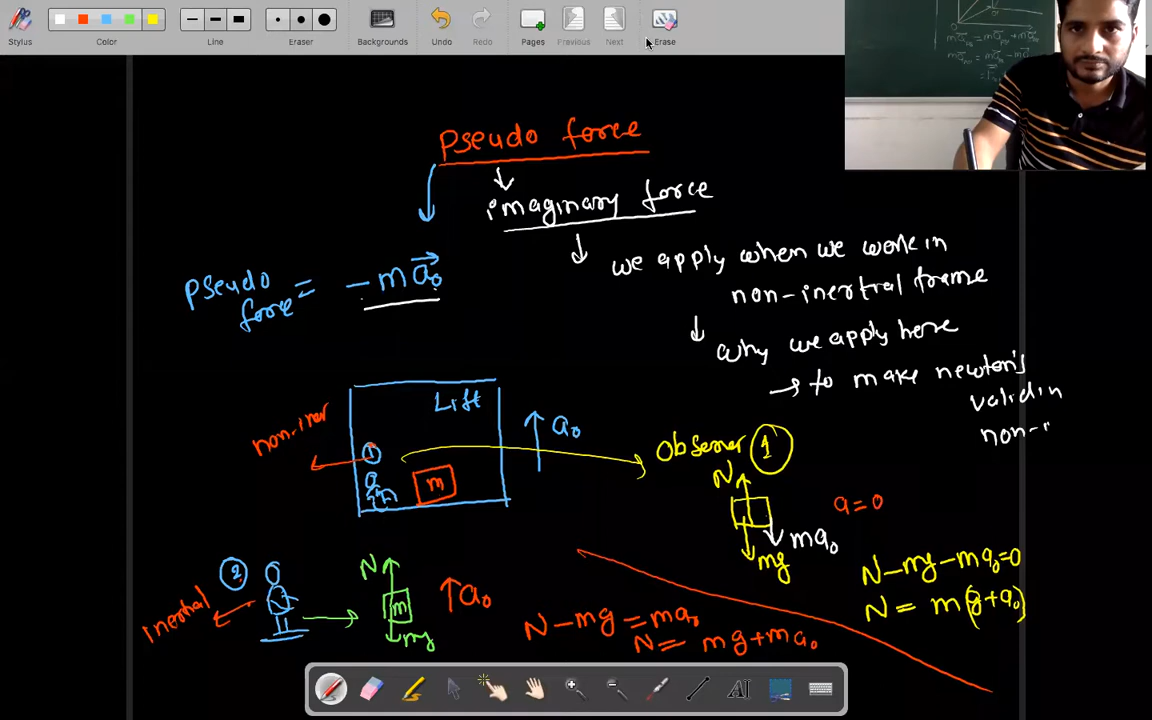 Stylus
Color
Line
Eraser
Backgrounds
Undo
Redo
Pages
Previous
Next
Erase
pseudo force
imaginary force
we apply when we work in
non-inertial frame
pseudo force = -ma₀
why we apply here
→ to make newton's
valid in
non-
Lift
a₀
non-iner
1
m
Observer 1
N
a=0
ma₀
mg
N-mg-ma₀=0
N = m(g+a₀)
2
inertial
N
m
mg
a₀
N-mg=ma₀
N= mg+ma₀